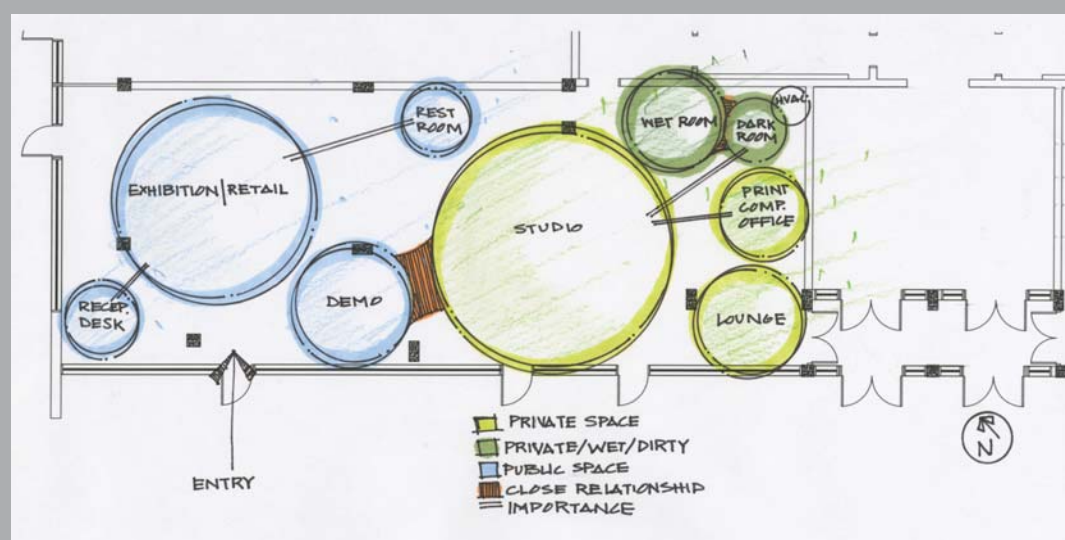 REST
ROOM
WET ROOM
DARK
ROOM
HVAC
EXHIBITION/RETAIL
STUDIO
PRINT
COMP.
OFFICE
RECEP.
DESK
DEMO
LOUNGE
ENTRY
PRIVATE SPACE
PRIVATE/WET/DIRTY
PUBLIC SPACE
CLOSE RELATIONSHIP
IMPORTANCE
N